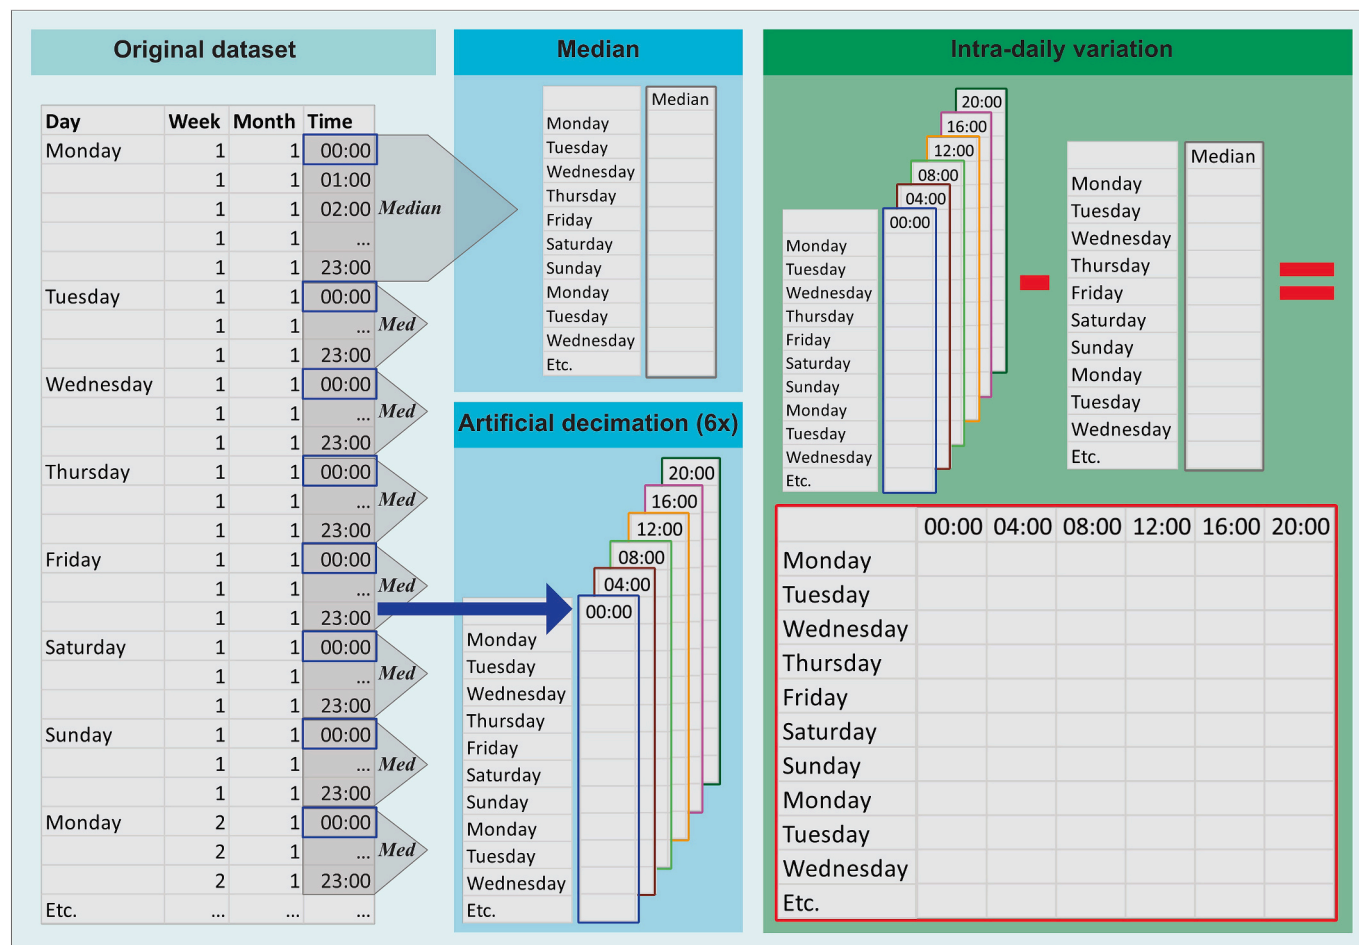 Original dataset
Day Week Month Time
Monday 1 1 00:00
1 1 01:00
1 1 02:00 Median
1 1 ...
1 1 23:00
Tuesday 1 1 00:00
1 1 ... Med
1 1 23:00
Wednesday 1 1 00:00
1 1 ... Med
1 1 23:00
Thursday 1 1 00:00
1 1 ... Med
1 1 23:00
Friday 1 1 00:00
1 1 ... Med
1 1 23:00
Saturday 1 1 00:00
1 1 ... Med
1 1 23:00
Sunday 1 1 00:00
1 1 ... Med
1 1 23:00
Monday 2 1 00:00
2 1 ... Med
2 1 23:00
Etc. ... ... ...
Median
Median
Monday
Tuesday
Wednesday
Thursday
Friday
Saturday
Sunday
Monday
Tuesday
Wednesday
Etc.
Artificial decimation (6x)
20:00
16:00
12:00
08:00
04:00
00:00
Monday
Tuesday
Wednesday
Thursday
Friday
Saturday
Sunday
Monday
Tuesday
Wednesday
Etc.
Intra-daily variation
20:00
16:00
12:00
08:00
04:00
00:00
Monday
Tuesday
Wednesday
Thursday
Friday
Saturday
Sunday
Monday
Tuesday
Wednesday
Etc.
Median
Monday
Tuesday
Wednesday
Thursday
Friday
Saturday
Sunday
Monday
Tuesday
Wednesday
Etc.
00:00 04:00 08:00 12:00 16:00 20:00
Monday
Tuesday
Wednesday
Thursday
Friday
Saturday
Sunday
Monday
Tuesday
Wednesday
Etc.